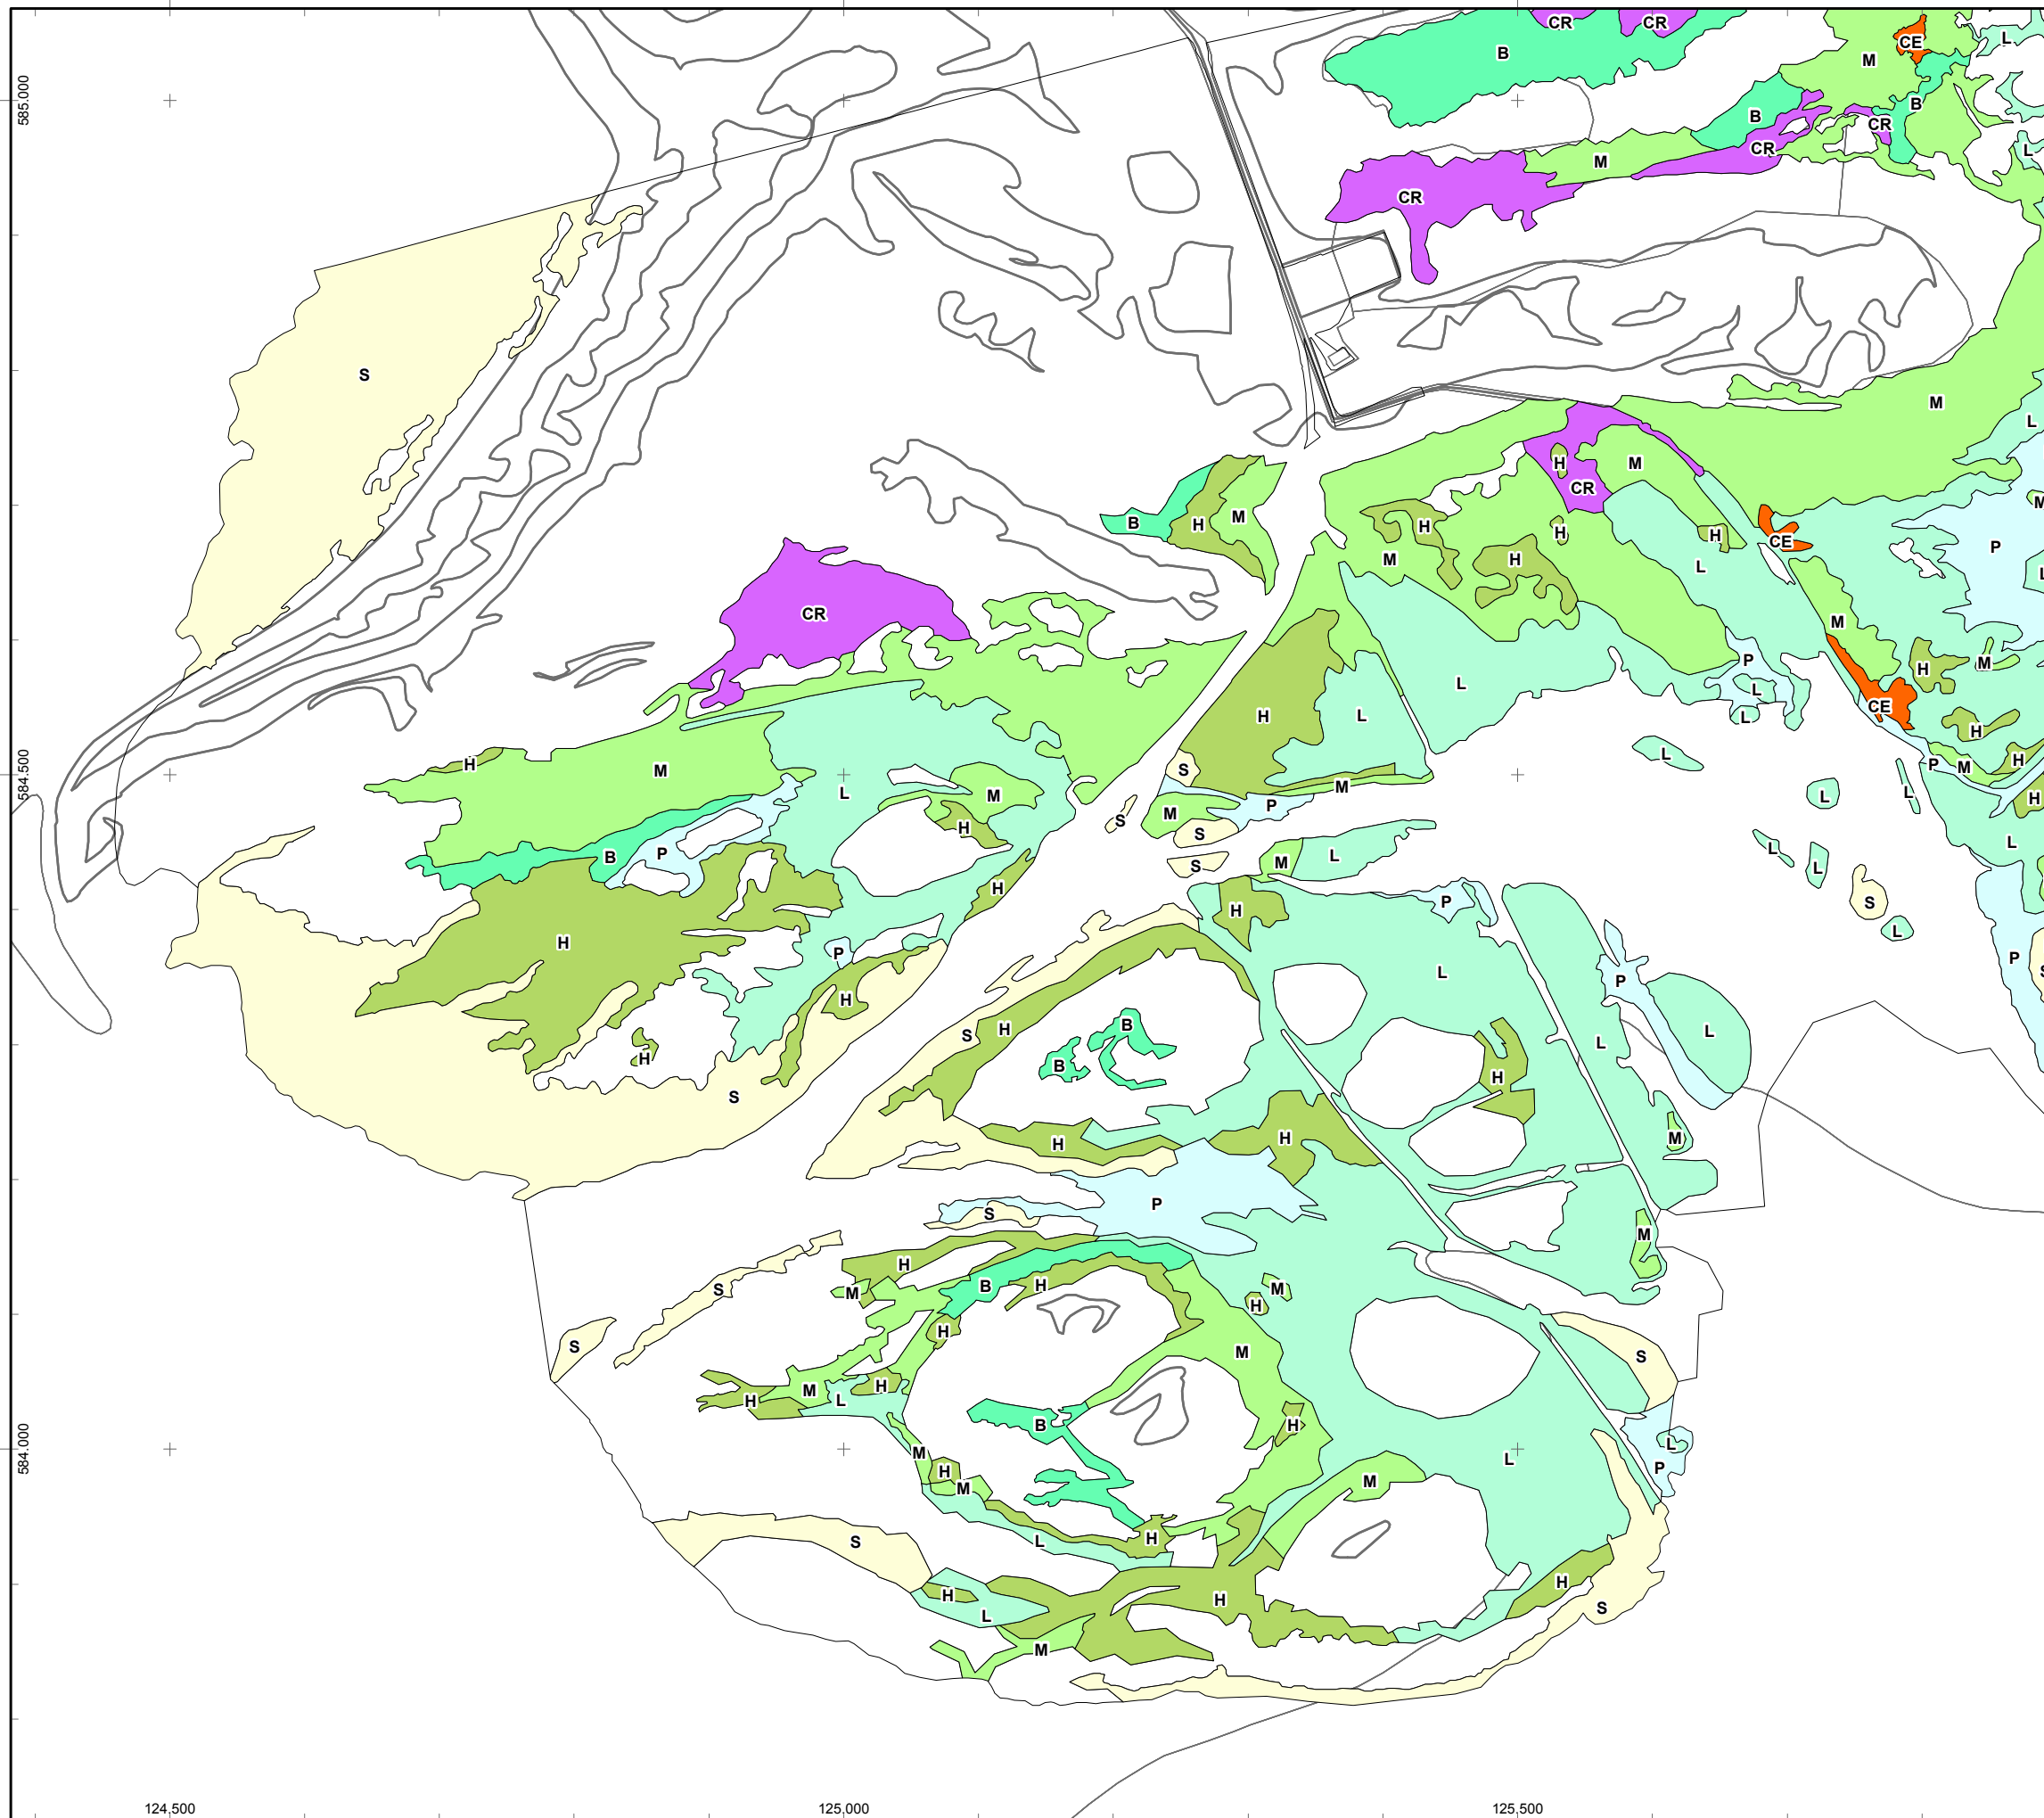 CR CR
B CE L
M
585.000
B B
CR
M CR L
CR
S
M
L
H M
CR
M
B H M H H
M H CE P
L L
CR
M
P H M
L L CE
H L L
H
S L P M H
H M
M L
M M P L H
H S
S L
B P M L L L
S
H P S
H L
H
P L P
P S
H
S H B L L
H B H
S
H H M
P
S
M
H
S B H M
M H
H M
S S
H M L H
B H L
M L
H M P
M
S L H
H H
L S
M
584.500
584.000
124.500 125.000 125.500